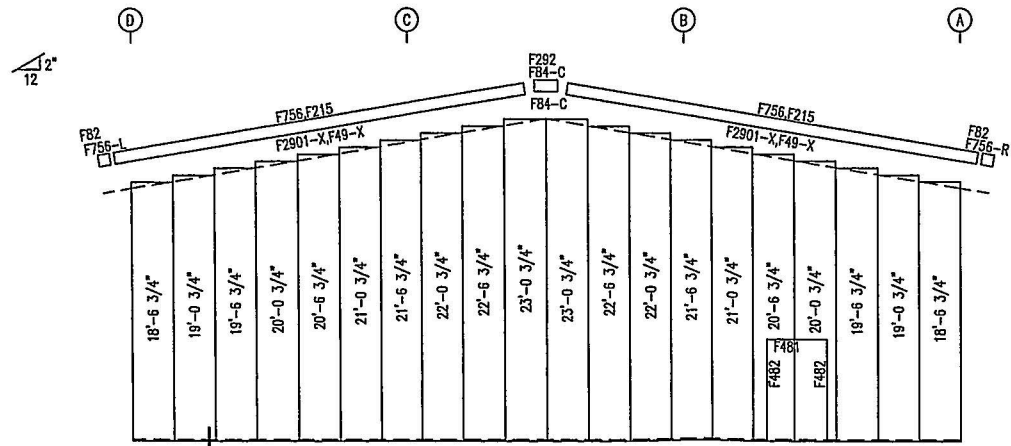 D
C
B
A
2"
12
F292
F84-C
F84-C
F756,F215
F756,F215
F82
F756-L
F2901-X,F49-X
F2901-X,F49-X
F82
F756-R
18'-6 3/4"
19'-0 3/4"
19'-6 3/4"
20'-0 3/4"
20'-6 3/4"
21'-0 3/4"
21'-6 3/4"
22'-0 3/4"
22'-6 3/4"
23'-0 3/4"
23'-0 3/4"
22'-6 3/4"
22'-0 3/4"
21'-6 3/4"
21'-0 3/4"
20'-6 3/4"
20'-0 3/4"
19'-6 3/4"
19'-0 3/4"
18'-6 3/4"
F481
F482
F482